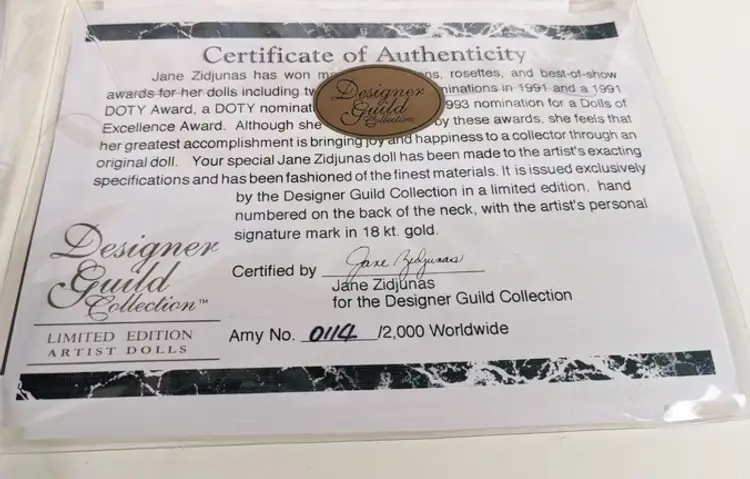 Certificate of Authenticity
Jane Zidjunas has won rosettes, and best-of-show
awards for her dolls including in 1991 and a 1991
DOTY Award, a DOTY 993 nomination for a Dolls of
Excellence Award. Although she by these awards, she feels that
her greatest accomplishment is bringing joy and happiness to a collector through an
original doll. Your special Jane Zidjunas doll has been made to the artist's exacting
specifications and has been fashioned of the finest materials. It is issued exclusively
by the Designer Guild Collection in a limited edition, hand
numbered on the back of the neck, with the artist's personal
signature mark in 18 kt. gold.
Designer
Guild
Collection
Designer
Guild
Collection™
LIMITED EDITION
ARTIST DOLLS
Certified by Jane Zidjunas
Jane Zidjunas
for the Designer Guild Collection
Amy No. 0114 /2,000 Worldwide